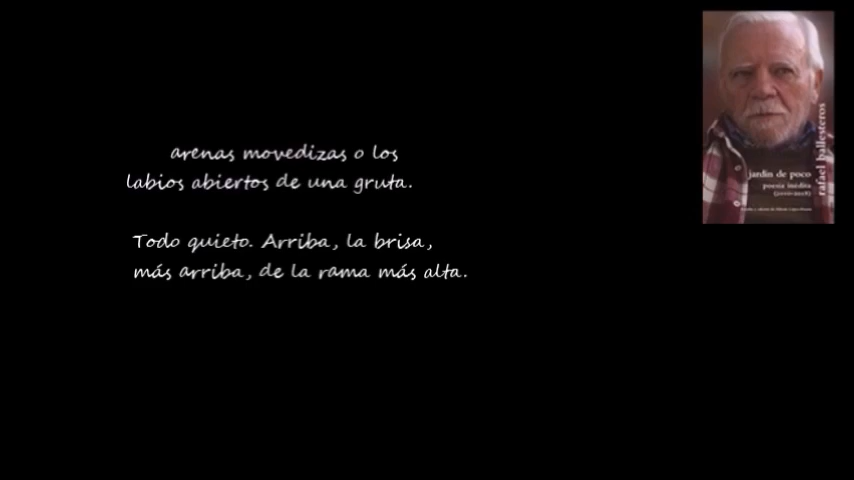 arenas movedizas o los
labios abiertos de una gruta.
Todo quieto. Arriba, la brisa,
más arriba, de la rama más alta.
rafael ballesteros
jardín de poco
poesía inédita